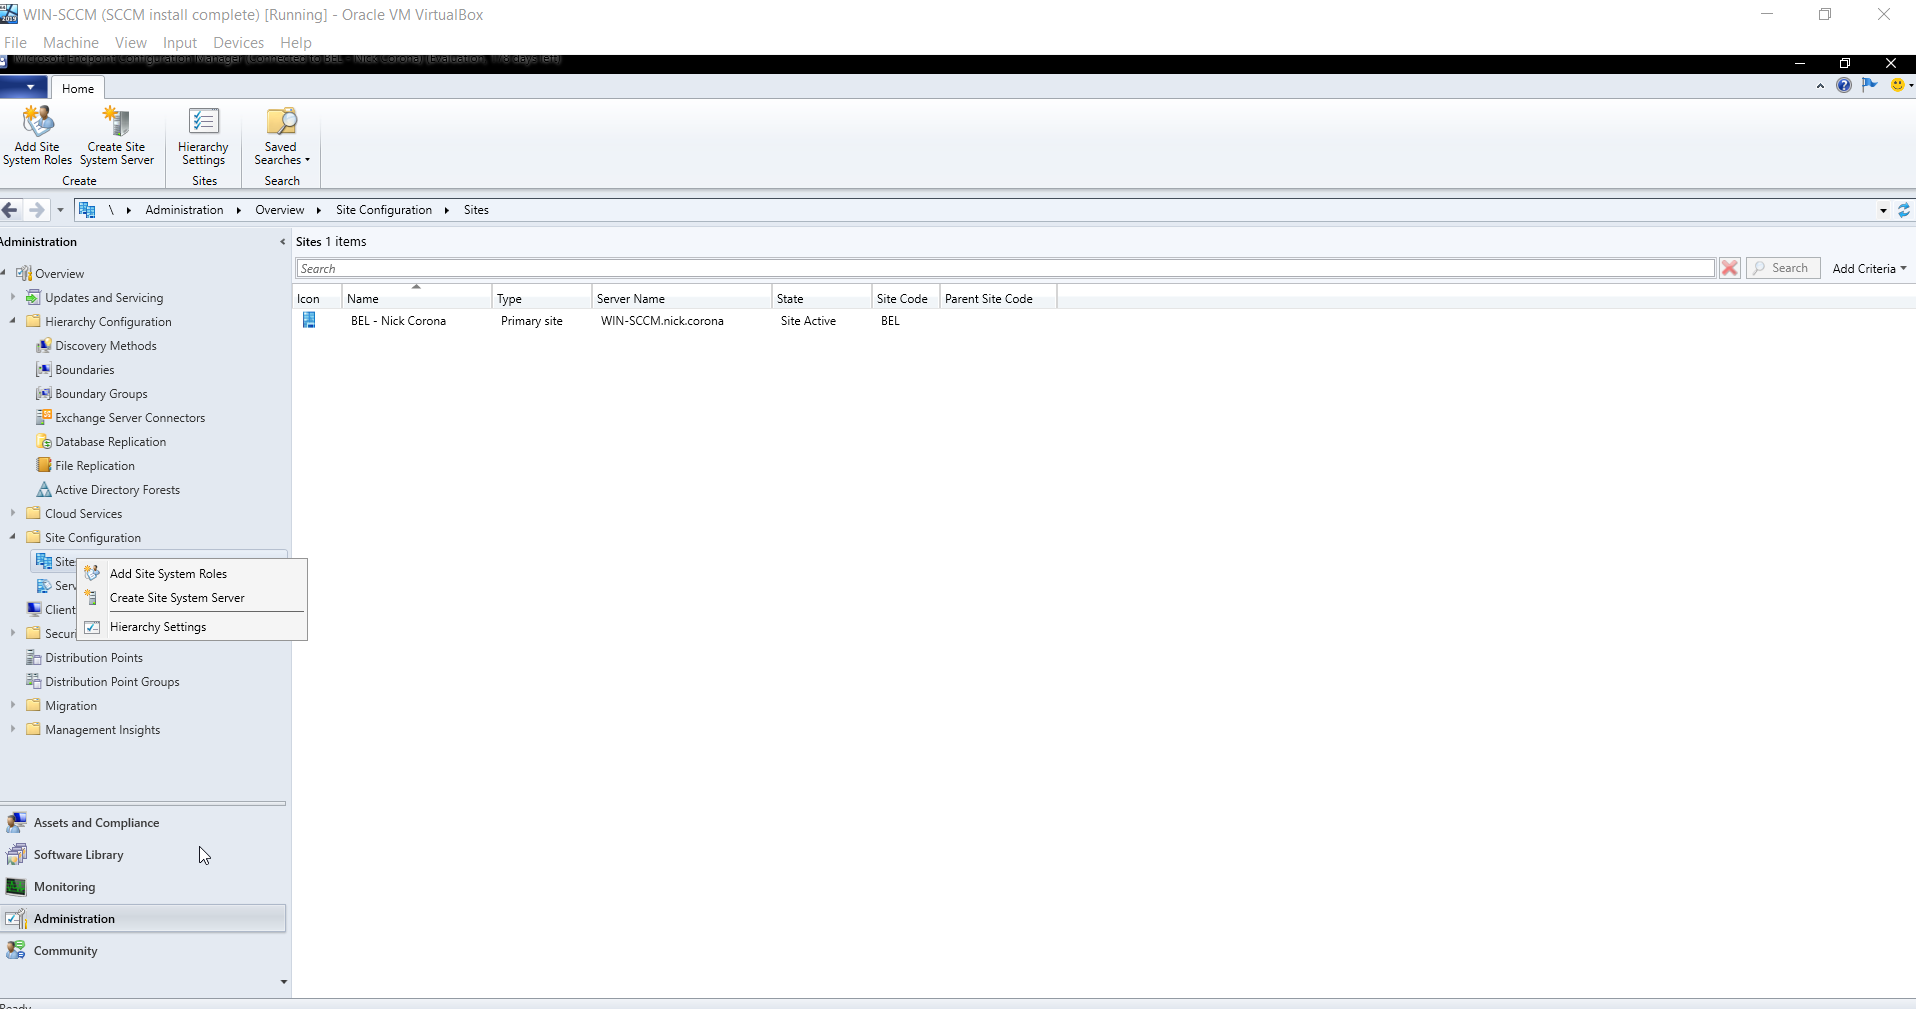 WIN-SCCM (SCCM install complete) [Running] - Oracle VM VirtualBox
File Machine View Input Devices Help
Microsoft Endpoint Configuration Manager (Connected to BEL - Nick Corona) (Evaluation, 178 days left)
Home
Add Site System Roles
Create Site System Server
Hierarchy Settings
Saved Searches
Create
Sites
Search
\ Administration Overview Site Configuration Sites
Administration
Sites 1 items
Search
Search
Add Criteria
Icon Name Type Server Name State Site Code Parent Site Code
BEL - Nick Corona Primary site WIN-SCCM.nick.corona Site Active BEL
Overview
Updates and Servicing
Hierarchy Configuration
Discovery Methods
Boundaries
Boundary Groups
Exchange Server Connectors
Database Replication
File Replication
Active Directory Forests
Cloud Services
Site Configuration
Site
Serv
Client
Securi
Add Site System Roles
Create Site System Server
Hierarchy Settings
Distribution Points
Distribution Point Groups
Migration
Management Insights
Assets and Compliance
Software Library
Monitoring
Administration
Community
Ready